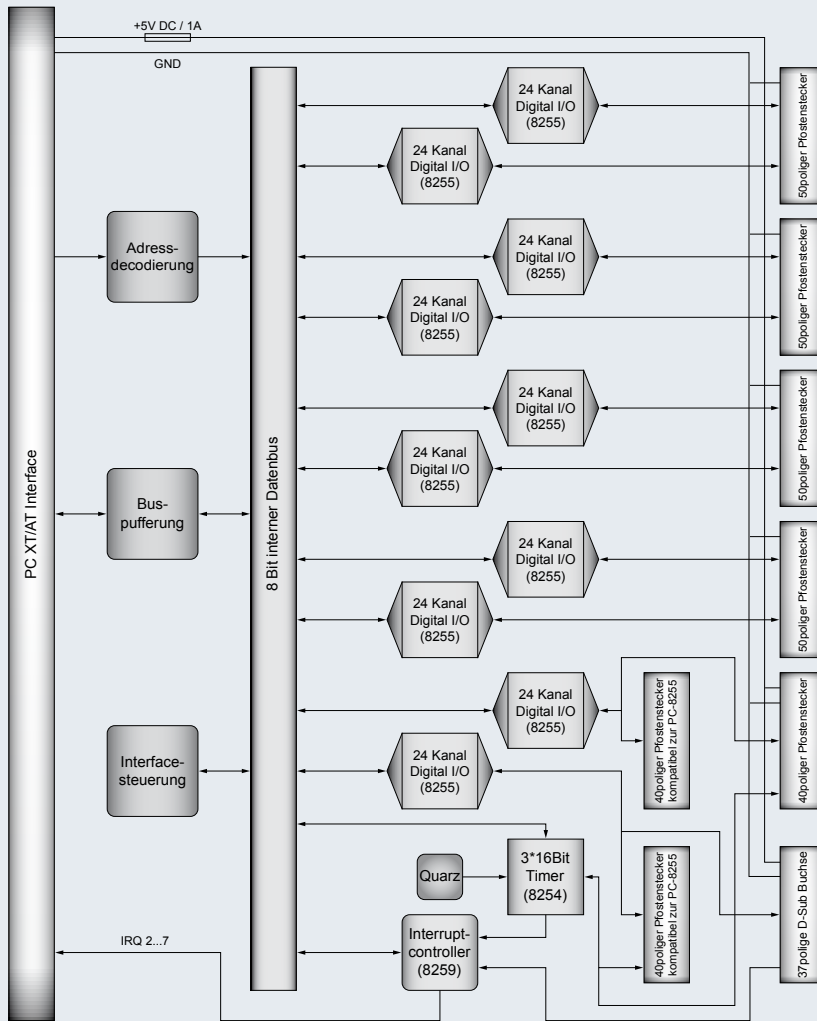 +5V DC / 1A
GND
PC XT/AT Interface
Adress-
decodierung
Bus-
pufferung
Interface-
steuerung
IRQ 2...7
8 Bit interner Datenbus
24 Kanal
Digital I/O
(8255)
24 Kanal
Digital I/O
(8255)
50poliger Pfostenstecker
24 Kanal
Digital I/O
(8255)
24 Kanal
Digital I/O
(8255)
50poliger Pfostenstecker
24 Kanal
Digital I/O
(8255)
24 Kanal
Digital I/O
(8255)
50poliger Pfostenstecker
24 Kanal
Digital I/O
(8255)
24 Kanal
Digital I/O
(8255)
50poliger Pfostenstecker
24 Kanal
Digital I/O
(8255)
24 Kanal
Digital I/O
(8255)
40poliger Pfostenstecker
kompatibel zur PC-8255
40poliger Pfostenstecker
Quarz
3*16Bit
Timer
(8254)
Interrupt-
controller
(8259)
40poliger Pfostenstecker
kompatibel zur PC-8255
37polige D-Sub Buchse